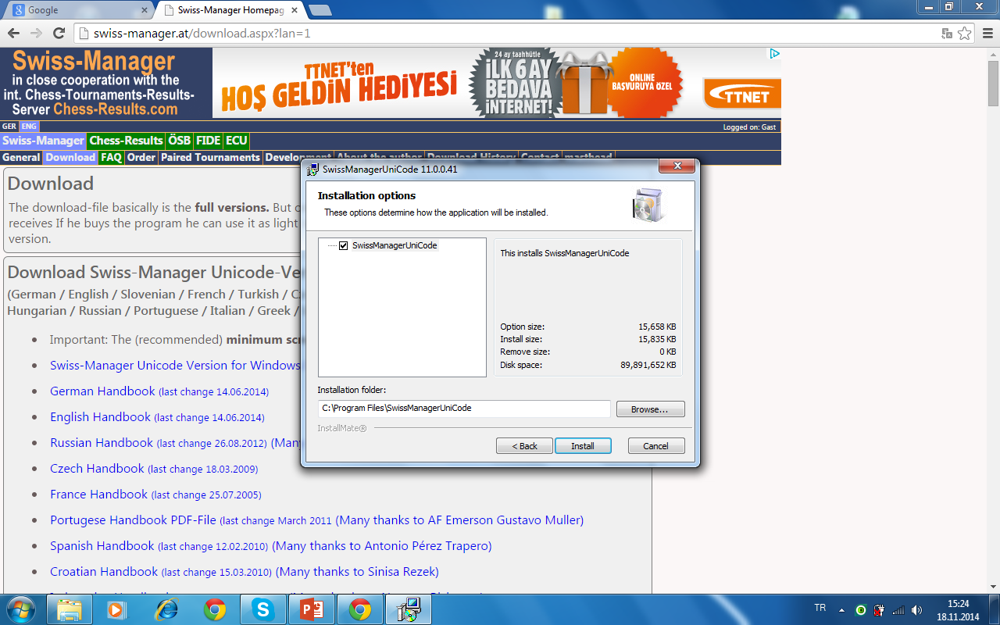 Google
Swiss-Manager Homepag
swiss-manager.at/download.aspx?lan=1
Swiss-Manager
in close cooperation with the
int. Chess-Tournaments-Results-
Server Chess-Results.com
TTNET'ten
HOŞ GELDİN HEDİYESİ
24 ay taahhütle
İLK 6 AY
BEDAVA
İNTERNET!
ONLINE
BAŞVURUYA ÖZEL
TTNET
GER ENG
Logged on: Gast
Swiss-Manager Chess-Results ÖSB FIDE ECU
General Download FAQ Order Paired Tournaments Development About the author Download History Contact masthead
Download
The download-file basically is the full versions. But
receives If he buys the program he can use it as light
version.
Download Swiss-Manager Unicode-Ve
(German / English / Slovenian / French / Turkish /
Hungarian / Russian / Portuguese / Italian / Greek /
Important: The (recommended) minimum scr
Swiss-Manager Unicode Version for Windows
German Handbook (last change 14.06.2014)
English Handbook (last change 14.06.2014)
Russian Handbook (last change 26.08.2012) (Man
Czech Handbook (last change 18.03.2009)
France Handbook (last change 25.07.2005)
Portugese Handbook PDF-File (last change March 2011 (Many thanks to AF Emerson Gustavo Muller)
Spanish Handbook (last change 12.02.2010) (Many thanks to Antonio Pérez Trapero)
Croatian Handbook (last change 15.03.2010) (Many thanks to Sinisa Rezek)
SwissManagerUniCode 11.0.0.41
Installation options
These options determine how the application will be installed.
SwissManagerUniCode
This installs SwissManagerUniCode
Option size: 15,658 KB
Install size: 15,835 KB
Remove size: 0 KB
Disk space: 89,891,652 KB
Installation folder:
C:\Program Files\SwissManagerUniCode
Browse...
InstallMate®
< Back Install Cancel
TR
15:24
18.11.2014